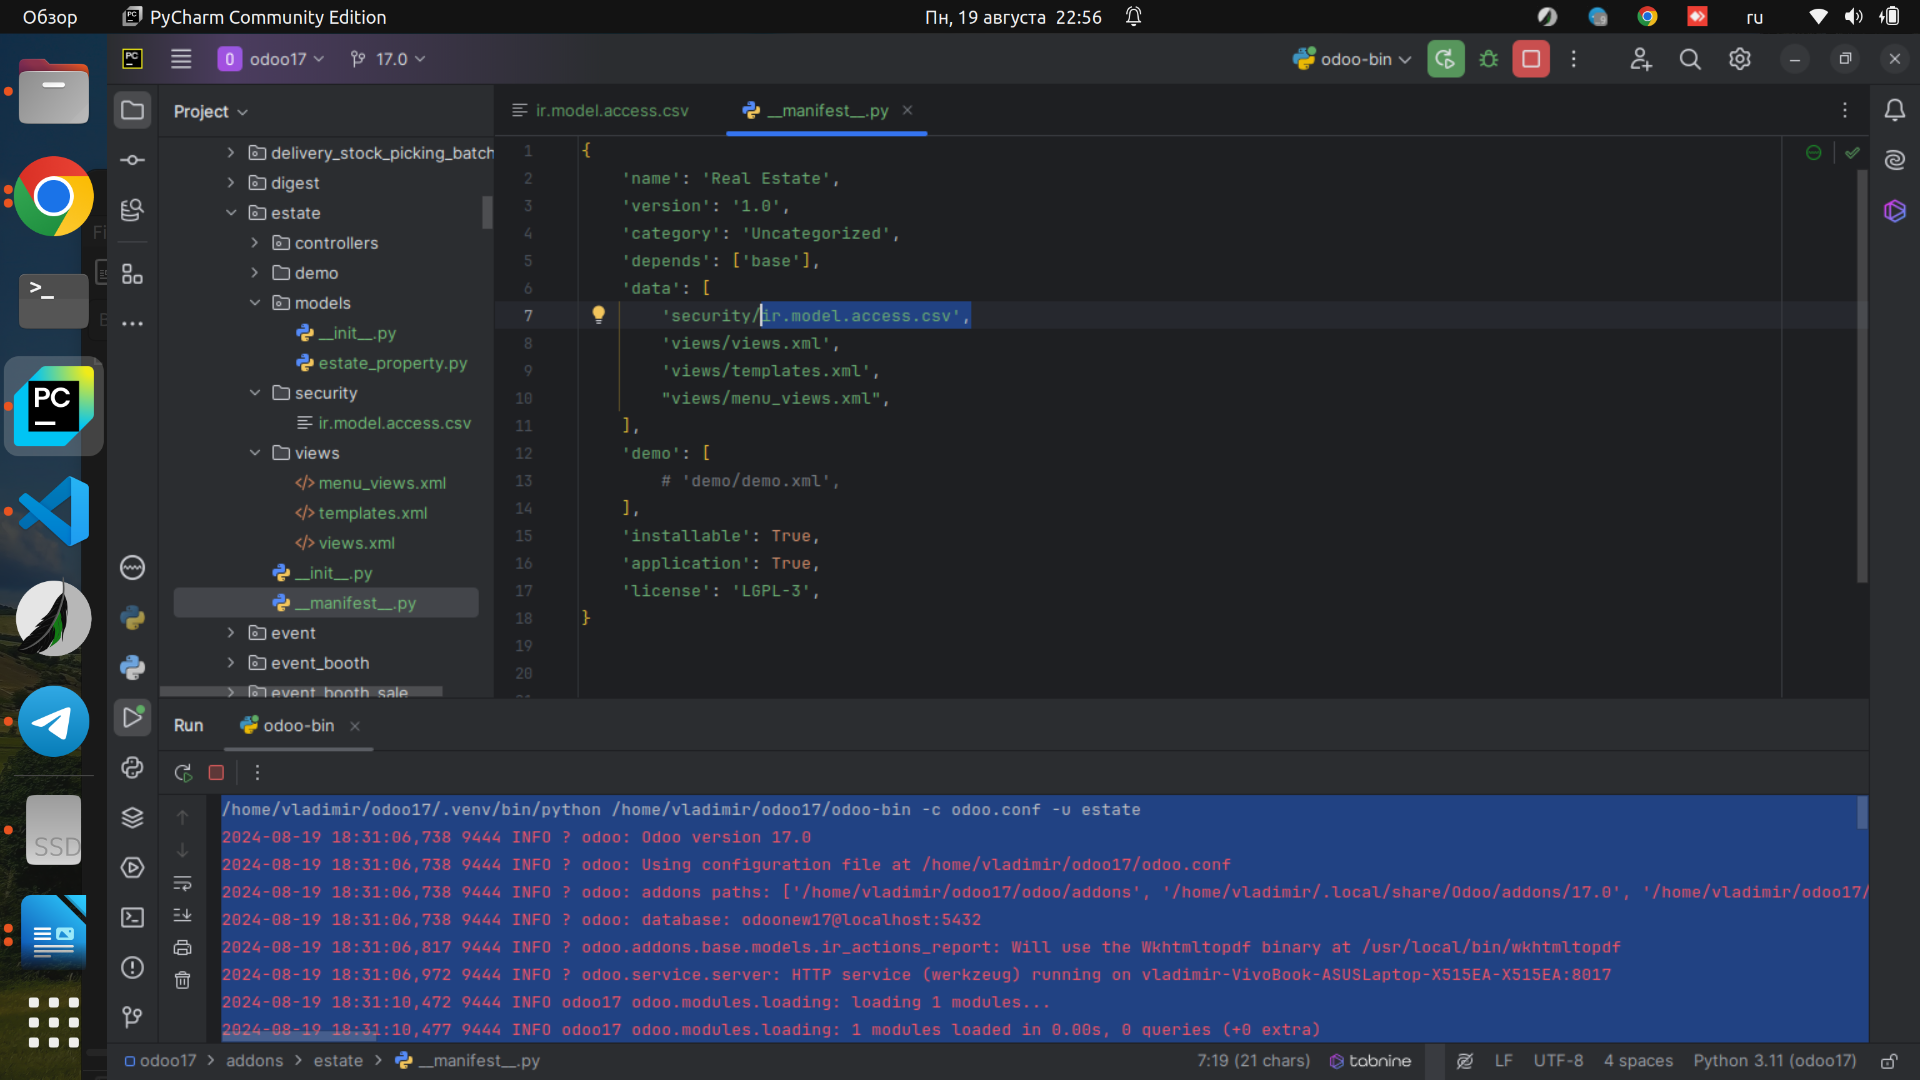 Обзор
PyCharm Community Edition
Пн, 19 августа 22:56
ru
PC
odoo17
17.0
odoo-bin
Project
ir.model.access.csv
__manifest__.py
delivery_stock_picking_batch
digest
estate
controllers
demo
models
__init__.py
estate_property.py
security
ir.model.access.csv
views
menu_views.xml
templates.xml
views.xml
__init__.py
__manifest__.py
event
event_booth
event_booth_sale
1 {
2 'name': 'Real Estate',
3 'version': '1.0',
4 'category': 'Uncategorized',
5 'depends': ['base'],
6 'data': [
7 'security/ir.model.access.csv',
8 'views/views.xml',
9 'views/templates.xml',
10 "views/menu_views.xml",
11 ],
12 'demo': [
13 # 'demo/demo.xml',
14 ],
15 'installable': True,
16 'application': True,
17 'license': 'LGPL-3',
18 }
19
20
Run
odoo-bin
/home/vladimir/odoo17/.venv/bin/python /home/vladimir/odoo17/odoo-bin -c odoo.conf -u estate
2024-08-19 18:31:06,738 9444 INFO ? odoo: Odoo version 17.0
2024-08-19 18:31:06,738 9444 INFO ? odoo: Using configuration file at /home/vladimir/odoo17/odoo.conf
2024-08-19 18:31:06,738 9444 INFO ? odoo: addons paths: ['/home/vladimir/odoo17/odoo/addons', '/home/vladimir/.local/share/Odoo/addons/17.0', '/home/vladimir/odoo17/
2024-08-19 18:31:06,738 9444 INFO ? odoo: database: odoonew17@localhost:5432
2024-08-19 18:31:06,817 9444 INFO ? odoo.addons.base.models.ir_actions_report: Will use the Wkhtmltopdf binary at /usr/local/bin/wkhtmltopdf
2024-08-19 18:31:06,972 9444 INFO ? odoo.service.server: HTTP service (werkzeug) running on vladimir-VivoBook-ASUSLaptop-X515EA-X515EA:8017
2024-08-19 18:31:10,472 9444 INFO odoo17 odoo.modules.loading: loading 1 modules...
2024-08-19 18:31:10,477 9444 INFO odoo17 odoo.modules.loading: 1 modules loaded in 0.00s, 0 queries (+0 extra)
odoo17 > addons > estate > __manifest__.py
7:19 (21 chars)
tabnine
LF
UTF-8
4 spaces
Python 3.11 (odoo17)
PC
SSD